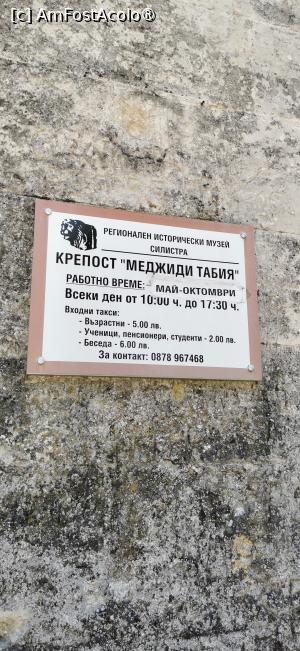 [c] AmFostAcolo®
РЕГИОНАЛЕН ИСТОРИЧЕСКИ МУЗЕЙ
СИЛИСТРА
КРЕПОСТ "МЕДЖИДИ ТАБИЯ"
РАБОТНО ВРЕМЕ: МАЙ-ОКТОМВРИ
Всеки ден от 10:00 ч. до 17:30 ч.
Входни такси:
- Възрастни - 5.00 лв.
- Ученици, пенсионери, студенти - 2.00 лв.
- Беседа - 6.00 лв.
За контакт: 0878 967468